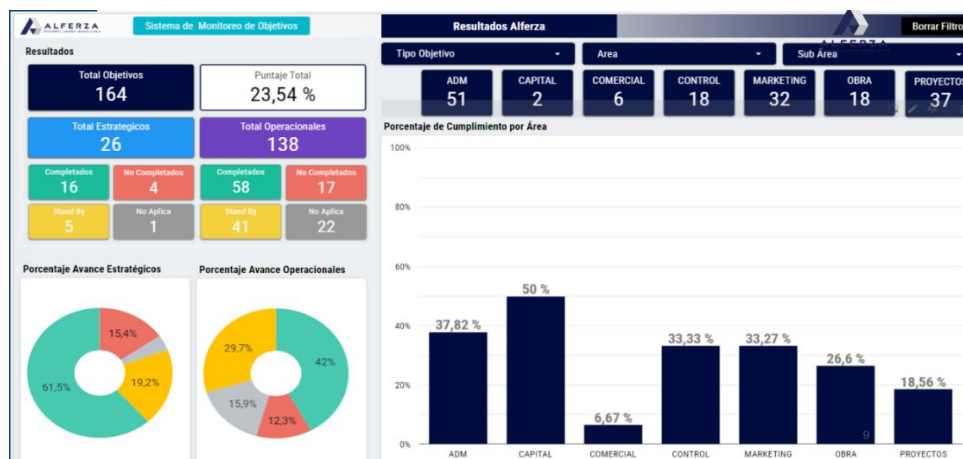 ALFERZA
Sistema de Monitoreo de Objetivos
Resultados Alferza
ALFERZA
Borrar Filtro
Resultados
Total Objetivos
164
Puntaje Total
23,54 %
Total Estrategicos
26
Total Operacionales
138
Completados
16
No Completados
4
Completados
58
No Completados
17
Stand By
5
No Aplica
1
Stand By
41
No Aplica
22
Tipo Objetivo
Area
Sub Área
ADM
51
CAPITAL
2
COMERCIAL
6
CONTROL
18
MARKETING
32
OBRA
18
PROYECTOS
37
Porcentaje Avance Estratégicos
15,4%
19,2%
61,5%
Porcentaje Avance Operacionales
29,7%
42%
15,9%
12,3%
Porcentaje de Cumplimiento por Área
100%
80%
60%
40%
20%
0%
37,82 %
50 %
6,67 %
33,33 %
33,27 %
26,6 %
18,56 %
9
ADM
CAPITAL
COMERCIAL
CONTROL
MARKETING
OBRA
PROYECTOS